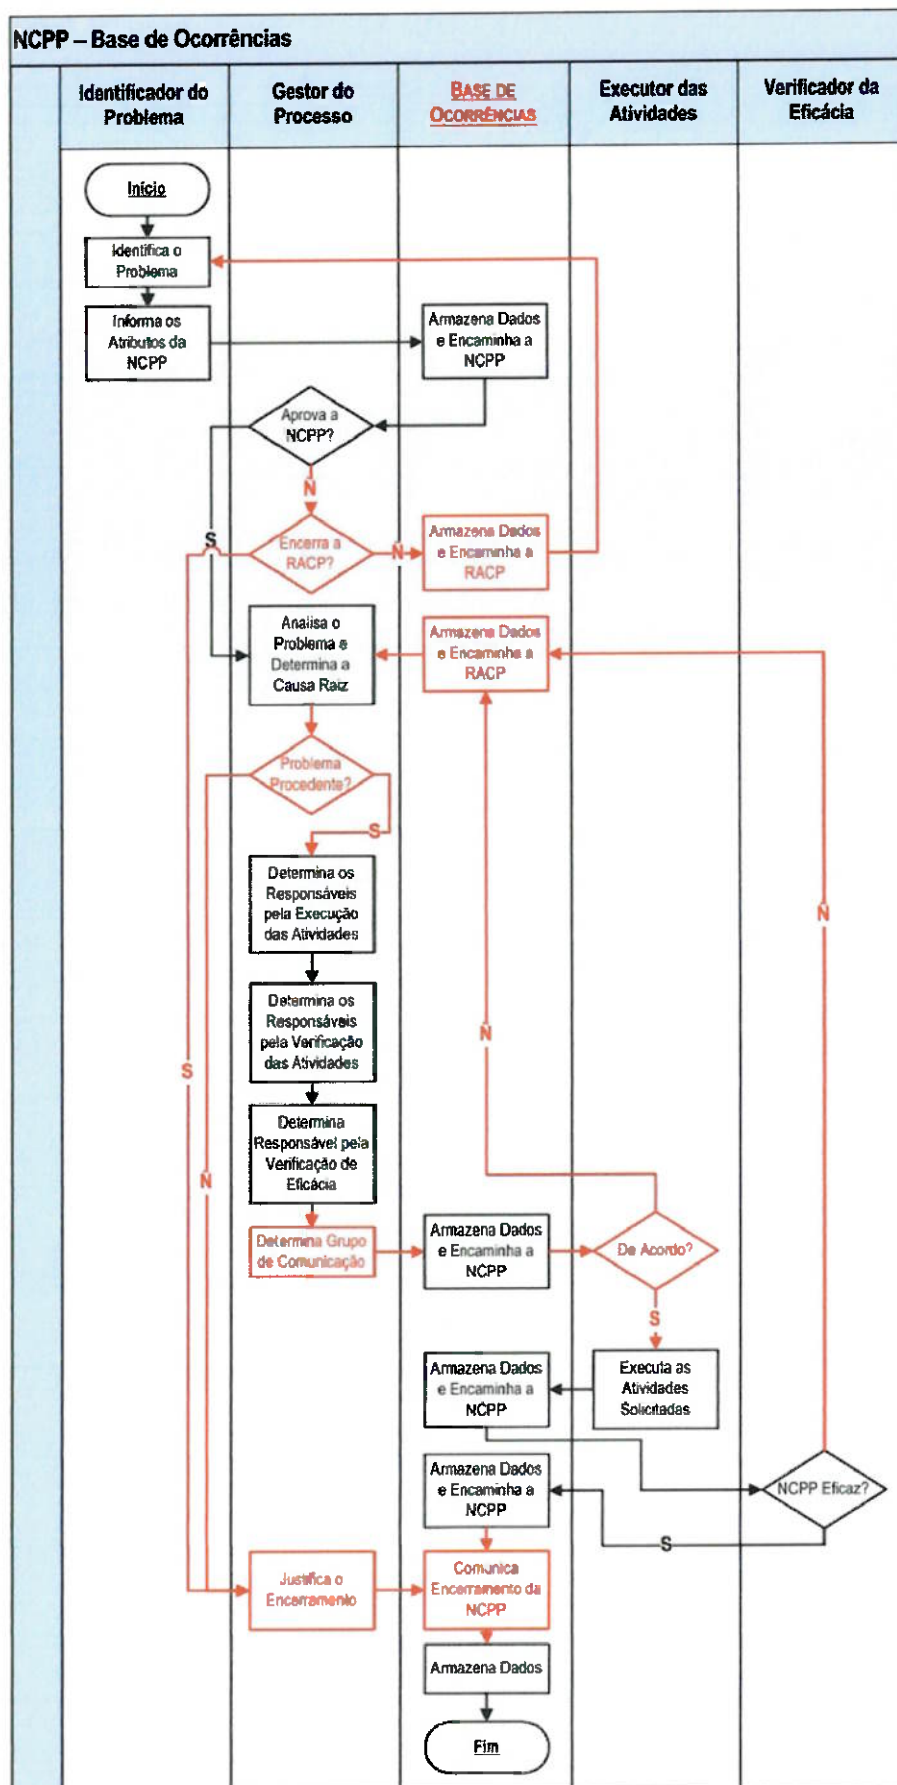 NCPP – Base de Ocorrências
Identificador do
Problema
Gestor do
Processo
BASE DE
OCORRÊNCIAS
Executor das
Atividades
Verificador da
Eficácia
Início
Identifica o
Problema
Informa os
Atributos da
NCPP
Armazena Dados
e Encaminha a
NCPP
Aprova a
NCPP?
N
S
Encerra a
RACP?
N
Armazena Dados
e Encaminha a
RACP
Analisa o
Problema e
Determina a
Causa Raiz
Armazena Dados
e Encaminha a
RACP
Problema
Procedente?
S
Determina os
Responsáveis
pela Execução
das Atividades
N
Determina os
Responsáveis
pela Verificação
das Atividades
N
S
Determina
Responsável pela
Verificação de
Eficácia
N
Determina Grupo
de Comunicação
Armazena Dados
e Encaminha a
NCPP
De Acordo?
S
Armazena Dados
e Encaminha a
NCPP
Executa as
Atividades
Solicitadas
Armazena Dados
e Encaminha a
NCPP
NCPP Eficaz?
S
Justifica o
Encerramento
Comunica
Encerramento da
NCPP
Armazena Dados
Fim